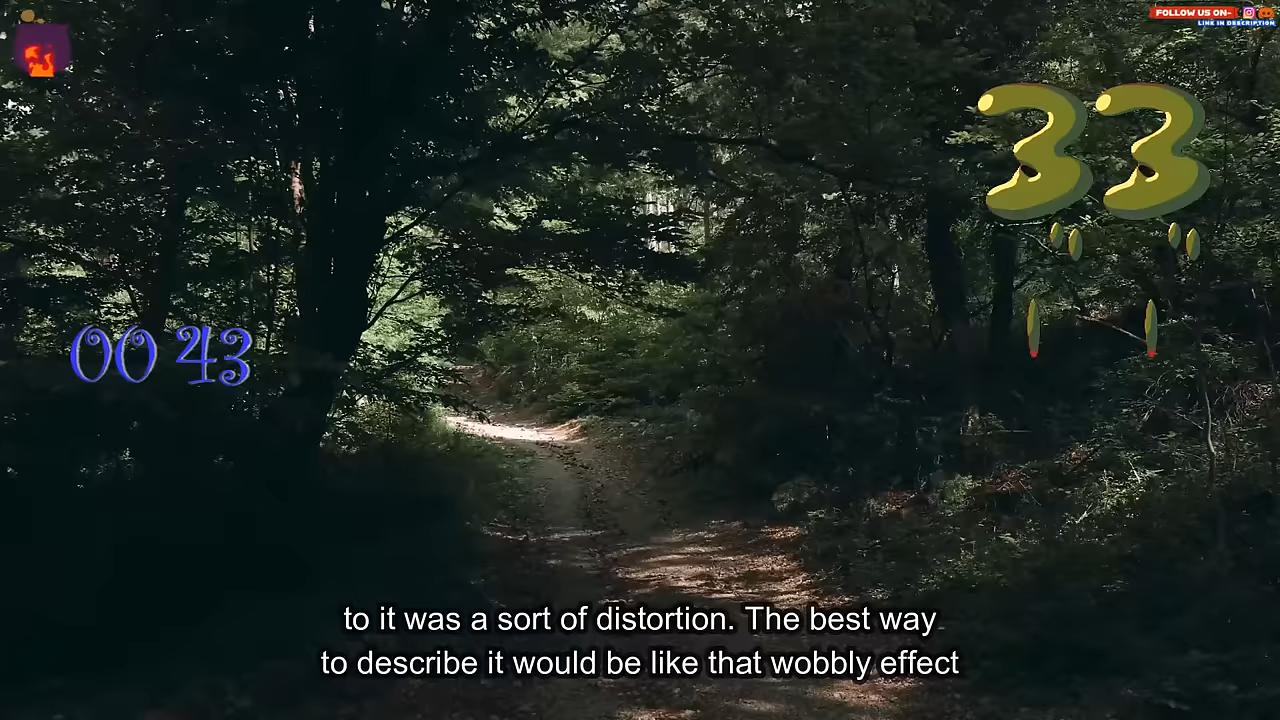 FOLLOW US ON-
LINK IN DESCRIPTION
33
00 43
to it was a sort of distortion. The best way
to describe it would be like that wobbly effect